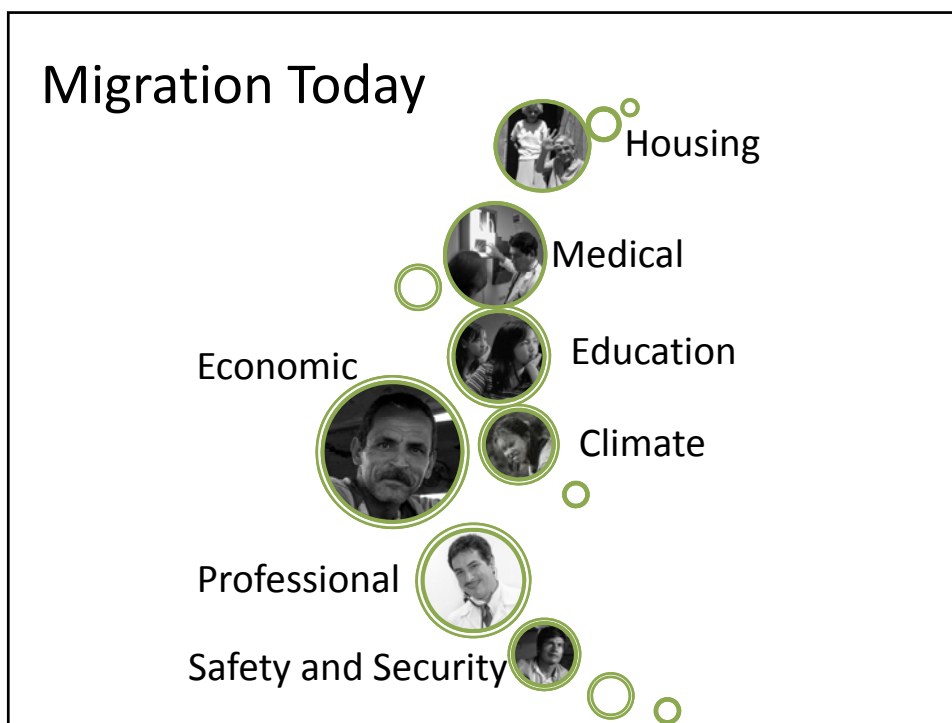 Migration Today
Housing
Medical
Education
Economic
Climate
Professional
Safety and Security